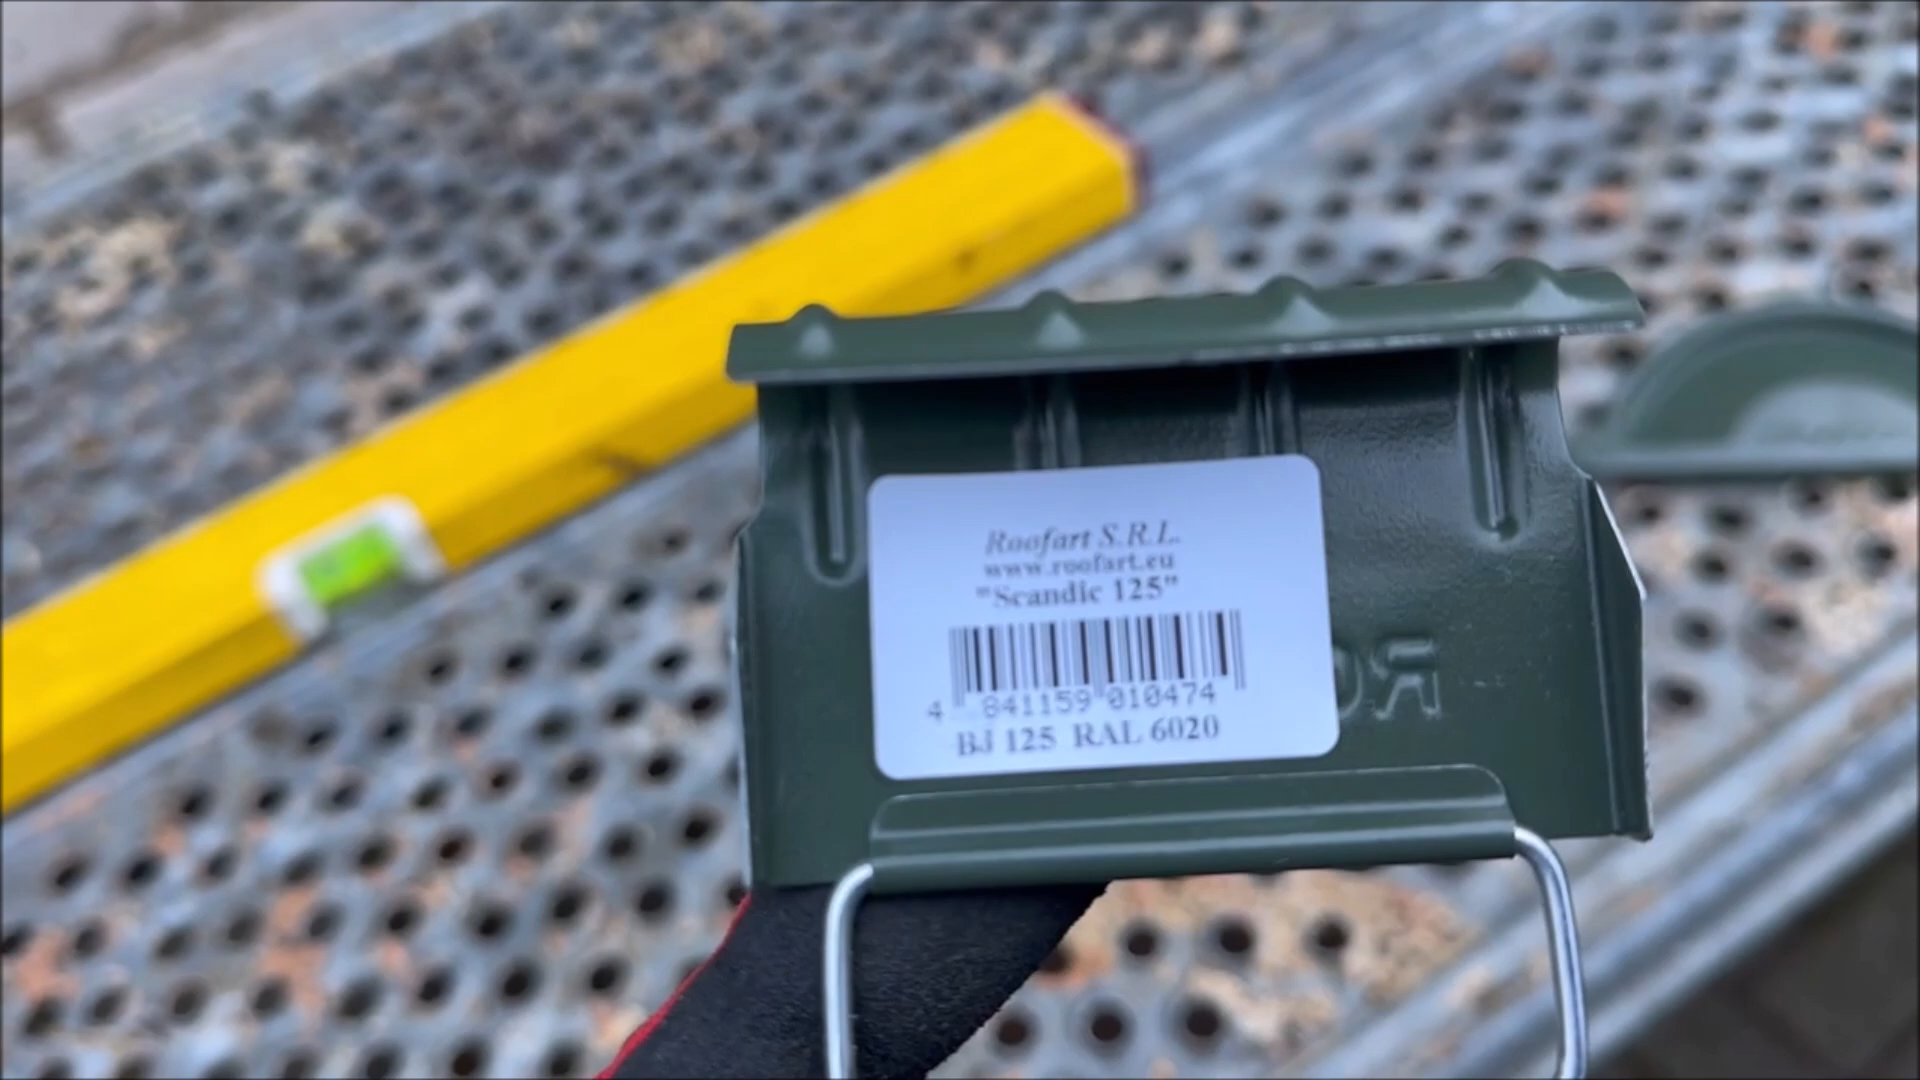 Roofart S.R.L.
www.roofart.eu
"Scandic 125"
4 841159 010474
BJ 125 RAL 6020